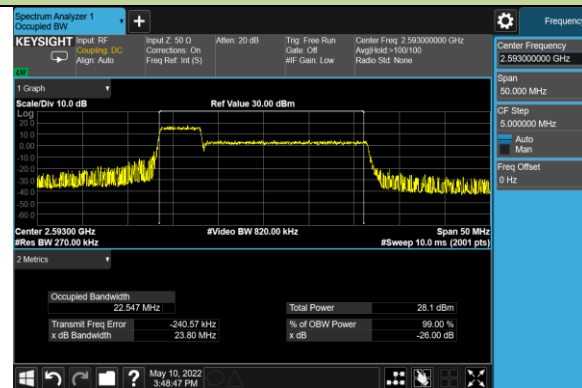 Spectrum Analyzer 1
Occupied BW
Frequency
KEYSIGHT
Input: RF
Coupling: DC
Align: Auto
Input Z: 50 Ω
Corrections: On
Freq Ref: Int (S)
Atten: 20 dB
Trig: Free Run
Gate: Off
#IF Gain: Low
Center Freq: 2.593000000 GHz
Avg|Hold:>100/100
Radio Std: None
LXI
Center Frequency
2.593000000 GHz
Span
50.000 MHz
CF Step
5.000000 MHz
Auto
Man
Freq Offset
0 Hz
1 Graph
Scale/Div 10.0 dB
Ref Value 30.00 dBm
Log
20.0
10.0
0.00
-10.0
-20.0
-30.0
-40.0
-50.0
-60.0
Center 2.59300 GHz
#Video BW 820.00 kHz
Span 50 MHz
#Res BW 270.00 kHz
#Sweep 10.0 ms (2001 pts)
2 Metrics
Occupied Bandwidth
22.547 MHz
Total Power 28.1 dBm
Transmit Freq Error -240.57 kHz
% of OBW Power 99.00 %
x dB Bandwidth 23.80 MHz
x dB -26.00 dB
?
May 10, 2022
3:48:47 PM